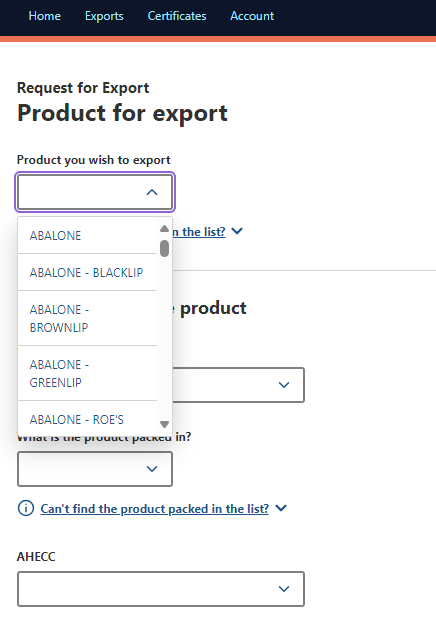 Home Exports Certificates Account
Request for Export
Product for export
Product you wish to export
ABALONE
n the list?
ABALONE - BLACKLIP
ABALONE -
BROWNLIP
product
ABALONE -
GREENLIP
ABALONE - ROE'S
What is the product packed in?
Can't find the product packed in the list?
AHECC